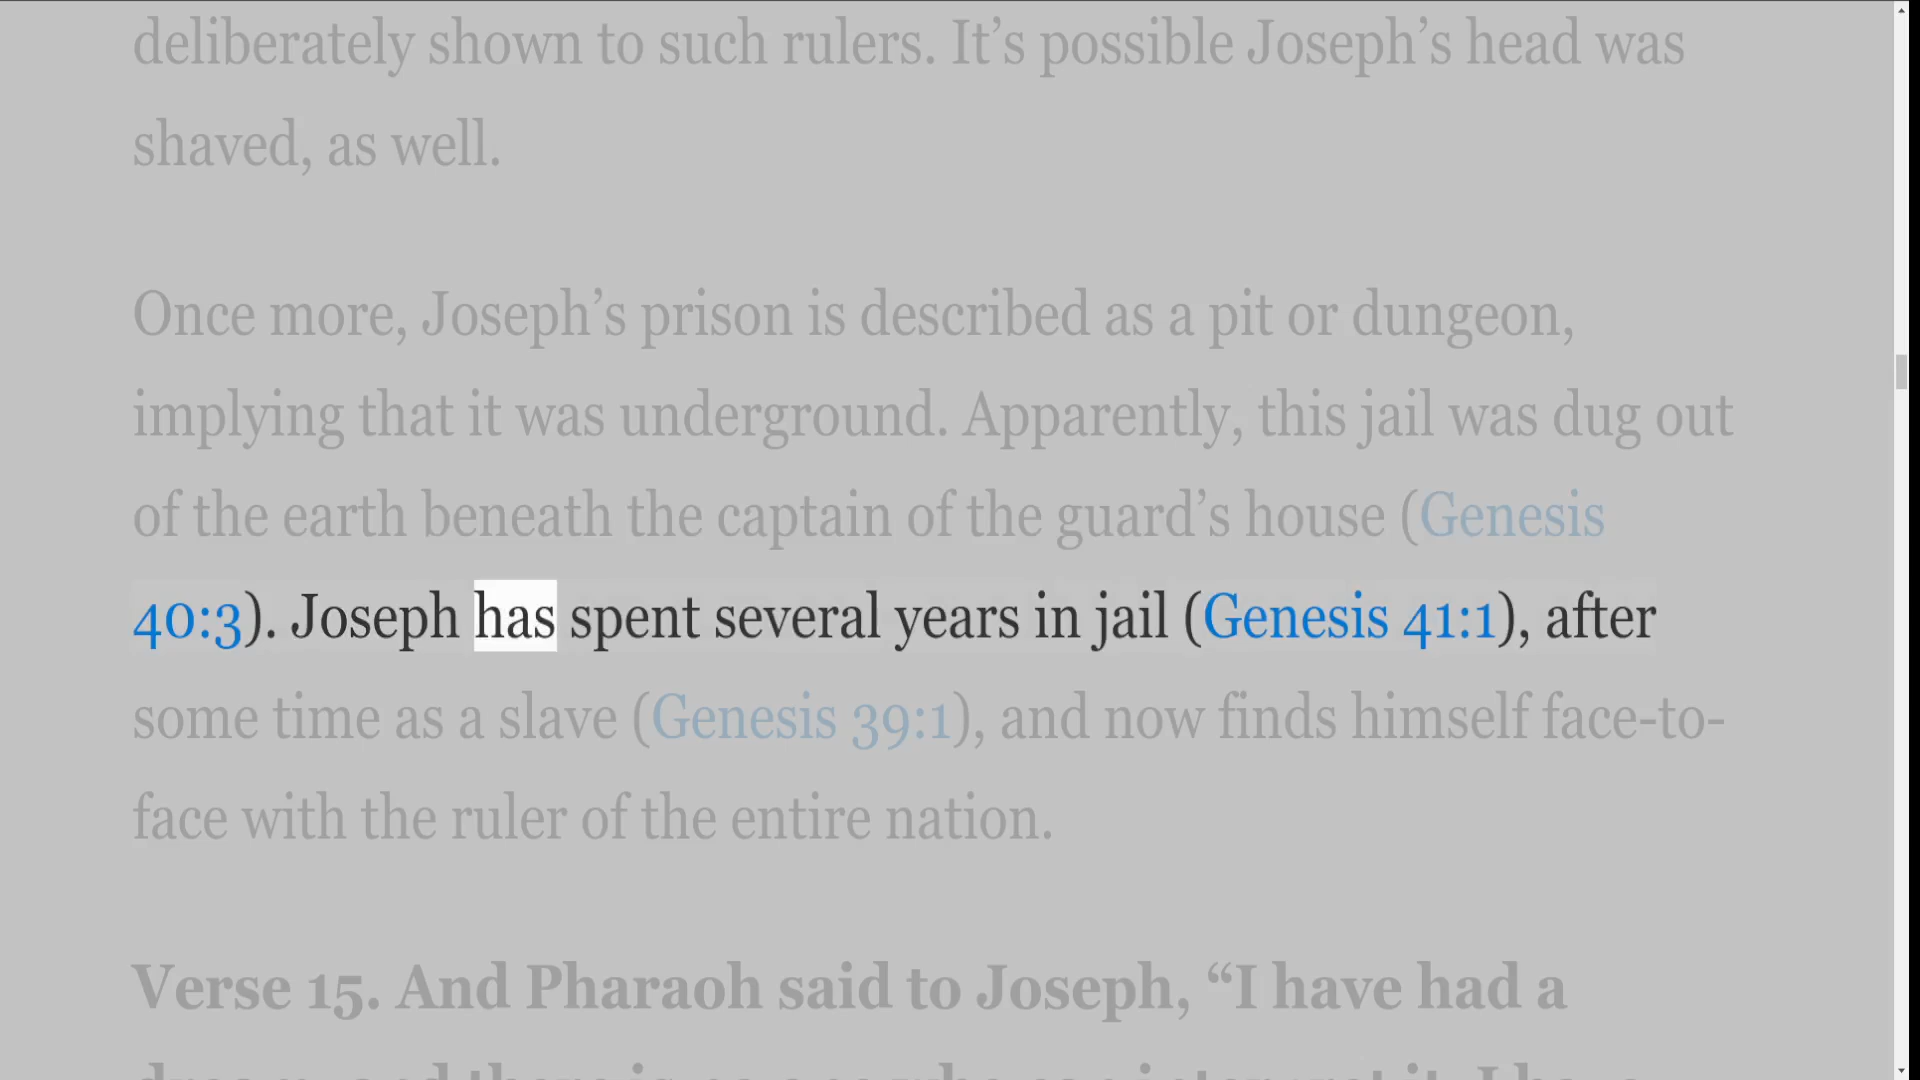 deliberately shown to such rulers. It’s possible Joseph’s head was
shaved, as well.
Once more, Joseph’s prison is described as a pit or dungeon,
implying that it was underground. Apparently, this jail was dug out
of the earth beneath the captain of the guard’s house (Genesis
40:3). Joseph has spent several years in jail (Genesis 41:1), after
some time as a slave (Genesis 39:1), and now finds himself face-to-
face with the ruler of the entire nation.
Verse 15. And Pharaoh said to Joseph, “I have had a